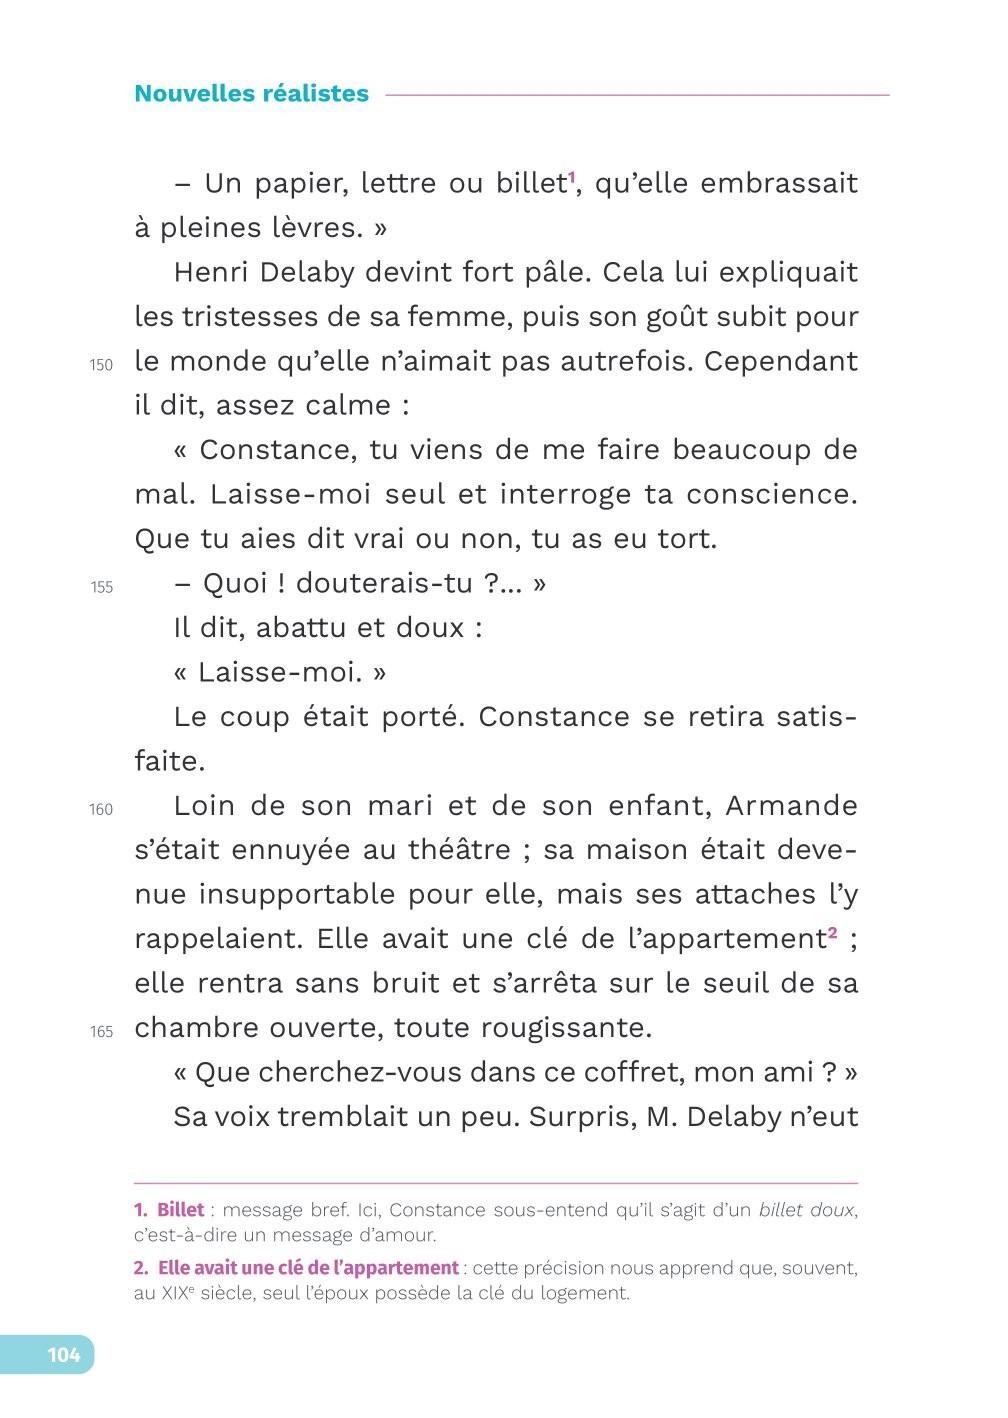 Nouvelles réalistes
– Un papier, lettre ou billet¹, qu’elle embrassait
à pleines lèvres. »
Henri Delaby devint fort pâle. Cela lui expliquait
les tristesses de sa femme, puis son goût subit pour
150 le monde qu’elle n’aimait pas autrefois. Cependant
il dit, assez calme :
« Constance, tu viens de me faire beaucoup de
mal. Laisse-moi seul et interroge ta conscience.
Que tu aies dit vrai ou non, tu as eu tort.
155 – Quoi ! douterais-tu ?... »
Il dit, abattu et doux :
« Laisse-moi. »
Le coup était porté. Constance se retira satis-
faite.
160 Loin de son mari et de son enfant, Armande
s’était ennuyée au théâtre ; sa maison était deve-
nue insupportable pour elle, mais ses attaches l’y
rappelaient. Elle avait une clé de l’appartement² ;
elle rentra sans bruit et s’arrêta sur le seuil de sa
165 chambre ouverte, toute rougissante.
« Que cherchez-vous dans ce coffret, mon ami ? »
Sa voix tremblait un peu. Surpris, M. Delaby n’eut
1. Billet : message bref. Ici, Constance sous-entend qu’il s’agit d’un billet doux,
c’est-à-dire un message d’amour.
2. Elle avait une clé de l’appartement : cette précision nous apprend que, souvent,
au XIXᵉ siècle, seul l’époux possède la clé du logement.
104